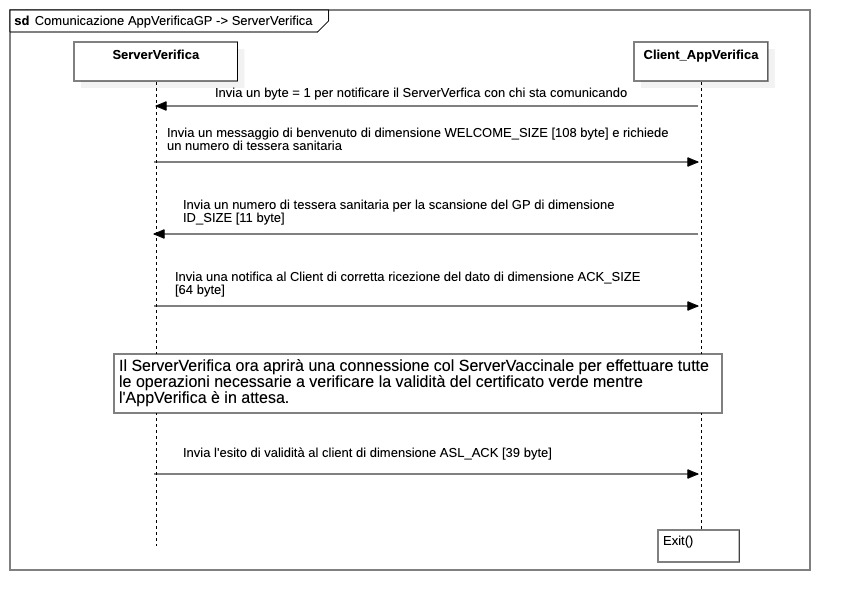 sd Comunicazione AppVerificaGP -> ServerVerifica
ServerVerifica
Client_AppVerifica
Invia un byte = 1 per notificare il ServerVerfica con chi sta comunicando
Invia un messaggio di benvenuto di dimensione WELCOME_SIZE [108 byte] e richiede
un numero di tessera sanitaria
Invia un numero di tessera sanitaria per la scansione del GP di dimensione
ID_SIZE [11 byte]
Invia una notifica al Client di corretta ricezione del dato di dimensione ACK_SIZE
[64 byte]
Il ServerVerifica ora aprirà una connessione col ServerVaccinale per effettuare tutte
le operazioni necessarie a verificare la validità del certificato verde mentre
l'AppVerifica è in attesa.
Invia l'esito di validità al client di dimensione ASL_ACK [39 byte]
Exit()